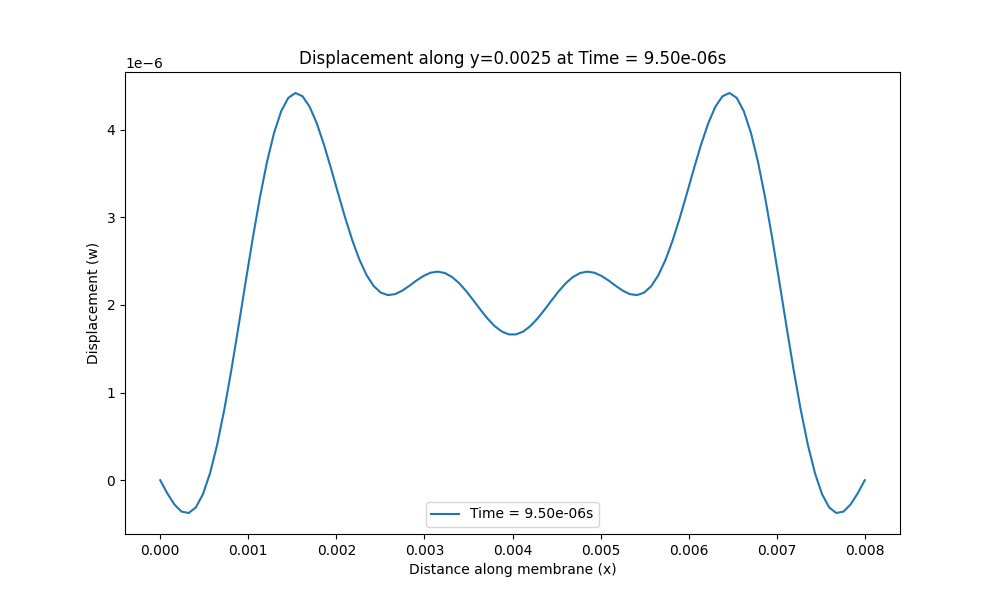 Displacement along y=0.0025 at Time = 9.50e-06s
1e−6
4
3
2
1
0
Displacement (w)
Time = 9.50e-06s
0.000 0.001 0.002 0.003 0.004 0.005 0.006 0.007 0.008
Distance along membrane (x)